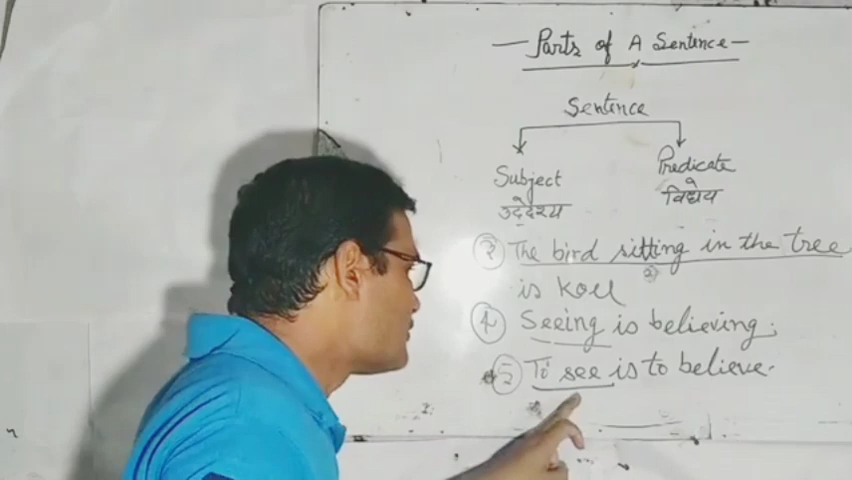 — Parts of A Sentence —
Sentence
Subject
उद्देश्य
Predicate
विधेय
③ The bird sitting in the tree
is Koel
④ Seeing is believing.
⑤ To see is to believe.